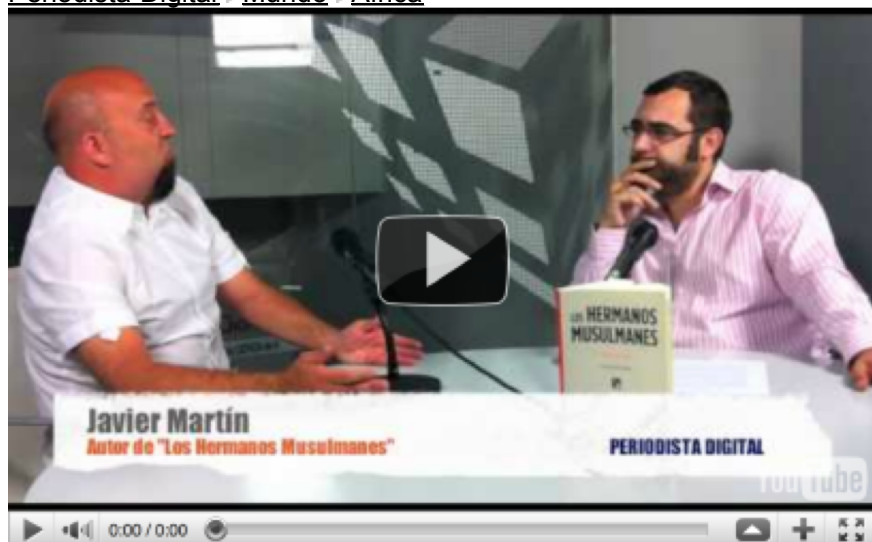 Periodista Digital Mundo África
LOS HERMANOS
MUSULMANES
Javier Martín
Autor de "Los Hermanos Musulmanes"
PERIODISTA DIGITAL
YouTube
0:00 / 0:00